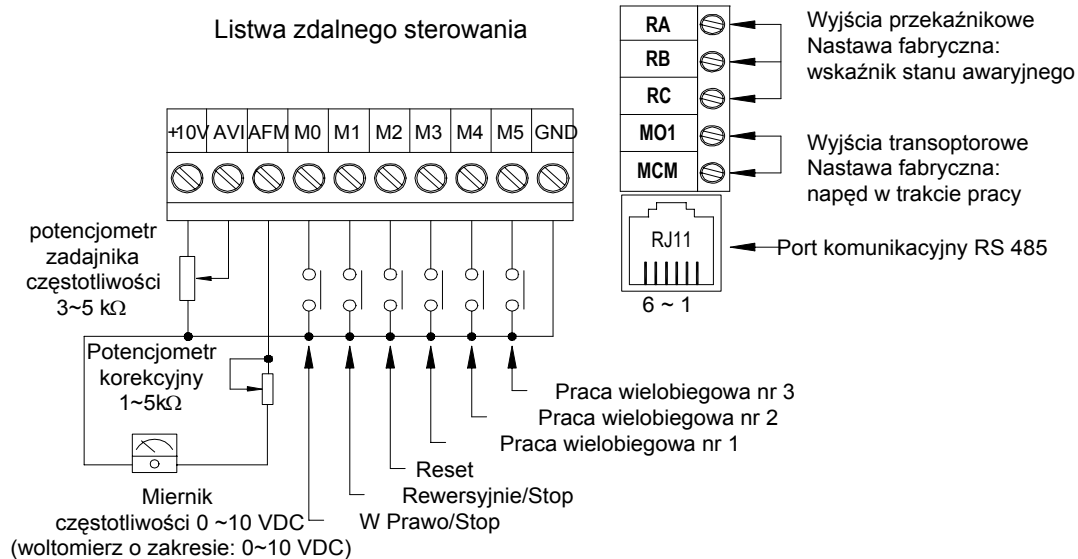 Listwa zdalnego sterowania
+10V AVI AFM M0 M1 M2 M3 M4 M5 GND
potencjometr
zadajnika
częstotliwości
3~5 kΩ
Potencjometr
korekcyjny
1~5kΩ
Miernik
częstotliwości 0 ~10 VDC
(woltomierz o zakresie: 0~10 VDC)
W Prawo/Stop
Rewersyjnie/Stop
Reset
Praca wielobiegowa nr 1
Praca wielobiegowa nr 2
Praca wielobiegowa nr 3
RA
RB
RC
MO1
MCM
Wyjścia przekaźnikowe
Nastawa fabryczna:
wskaźnik stanu awaryjnego
Wyjścia transoptorowe
Nastawa fabryczna:
napęd w trakcie pracy
RJ11
6 ~ 1
Port komunikacyjny RS 485